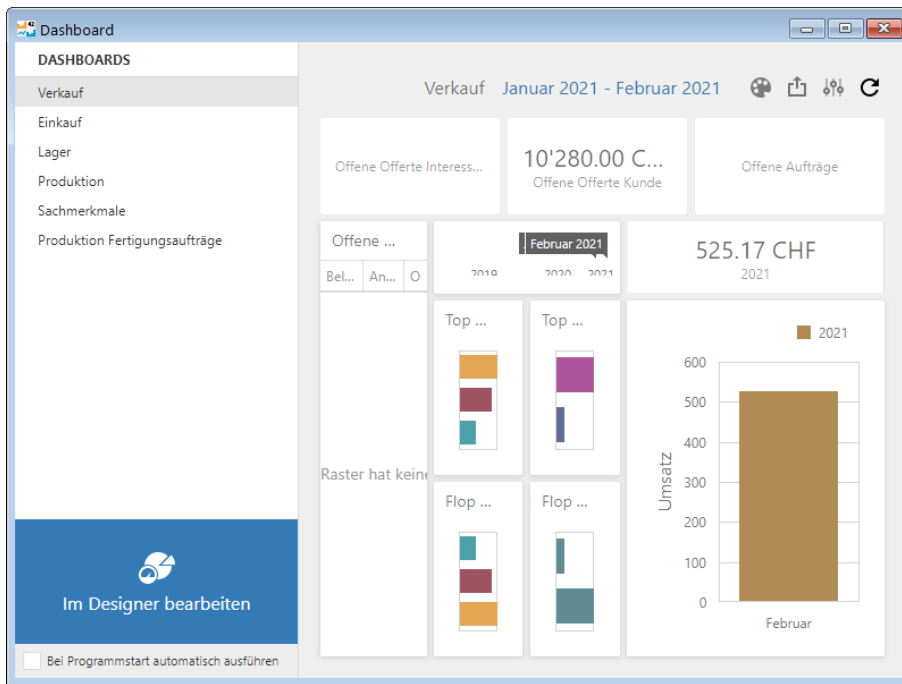 Dashboard
DASHBOARDS
Verkauf
Einkauf
Lager
Produktion
Sachmerkmale
Produktion Fertigungsaufträge
Im Designer bearbeiten
Bei Programmstart automatisch ausführen
Verkauf Januar 2021 - Februar 2021
Offene Offerte Interess...
10'280.00 C...
Offene Offerte Kunde
Offene Aufträge
Offene ...
Bel... An... O
Raster hat keine
Februar 2021
2019 2020 2021
525.17 CHF
2021
Top ...
Top ...
Flop ...
Flop ...
2021
600
500
400
300
200
100
0
Umsatz
Februar